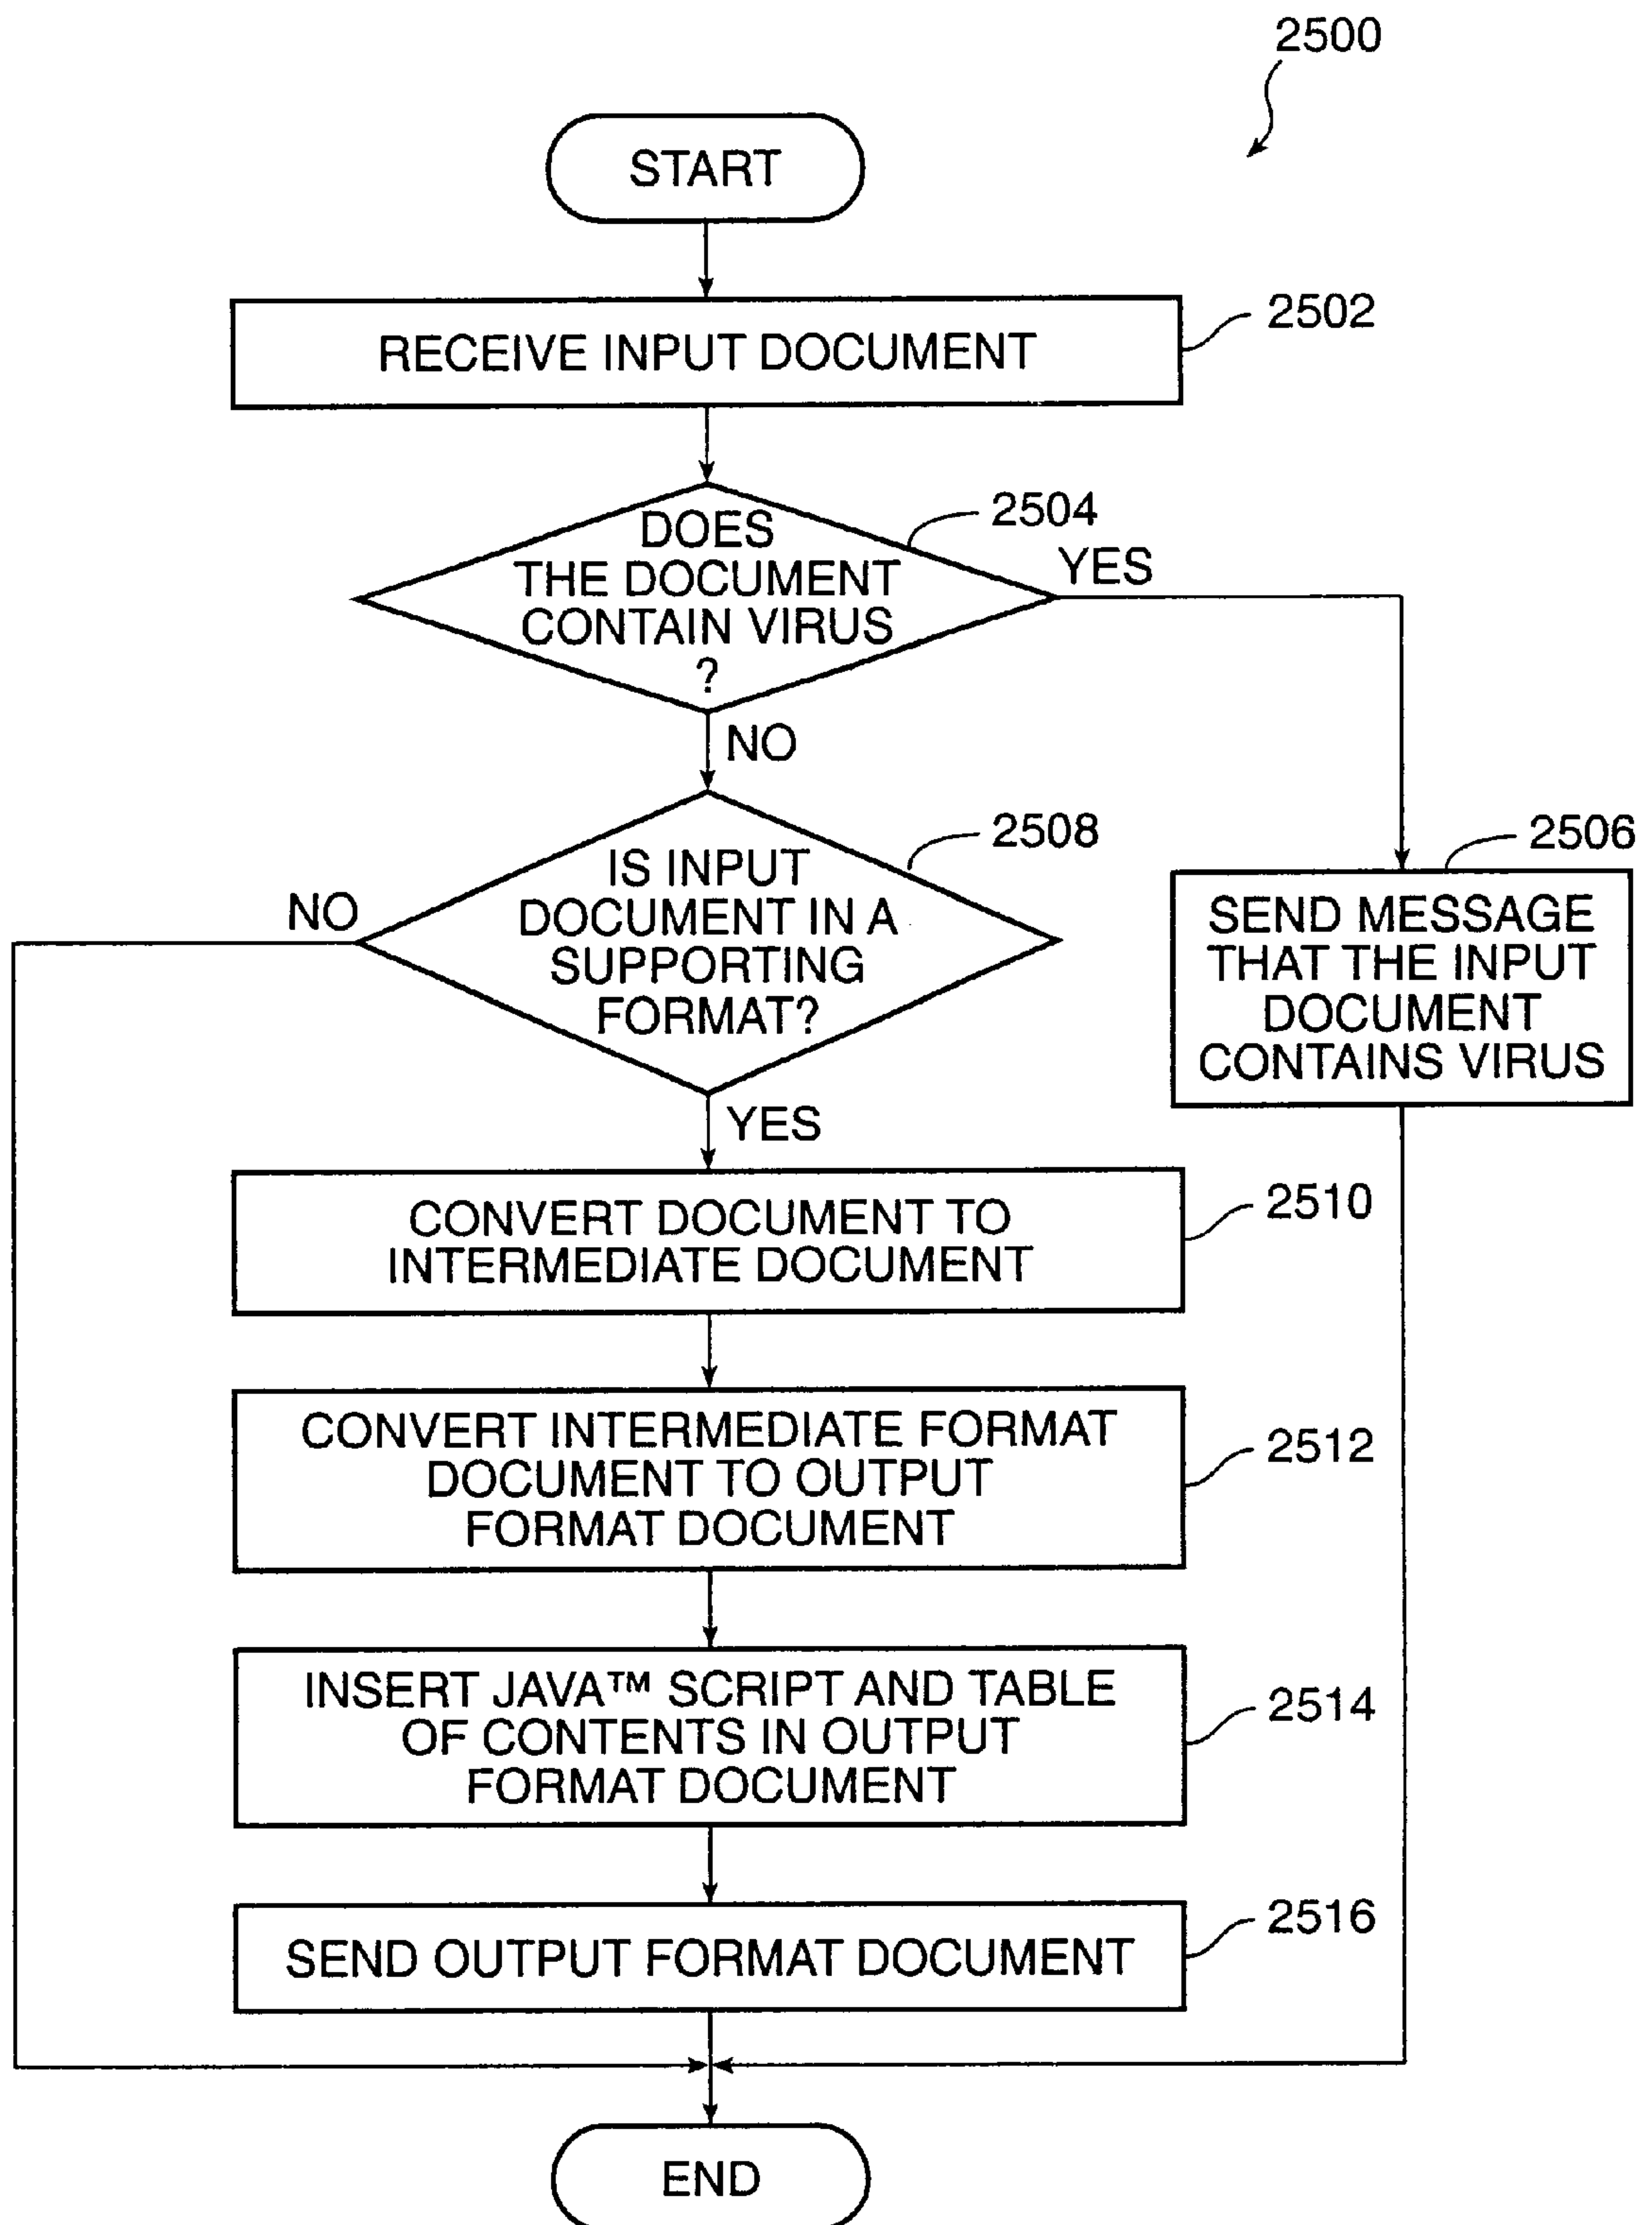 2500
START
RECEIVE INPUT DOCUMENT
2502
DOES
THE DOCUMENT
CONTAIN VIRUS
?
2504
YES
NO
IS INPUT
DOCUMENT IN A
SUPPORTING
FORMAT?
2508
NO
YES
2506
SEND MESSAGE
THAT THE INPUT
DOCUMENT
CONTAINS VIRUS
CONVERT DOCUMENT TO
INTERMEDIATE DOCUMENT
2510
CONVERT INTERMEDIATE FORMAT
DOCUMENT TO OUTPUT
FORMAT DOCUMENT
2512
INSERT JAVA™ SCRIPT AND TABLE
OF CONTENTS IN OUTPUT
FORMAT DOCUMENT
2514
SEND OUTPUT FORMAT DOCUMENT
2516
END